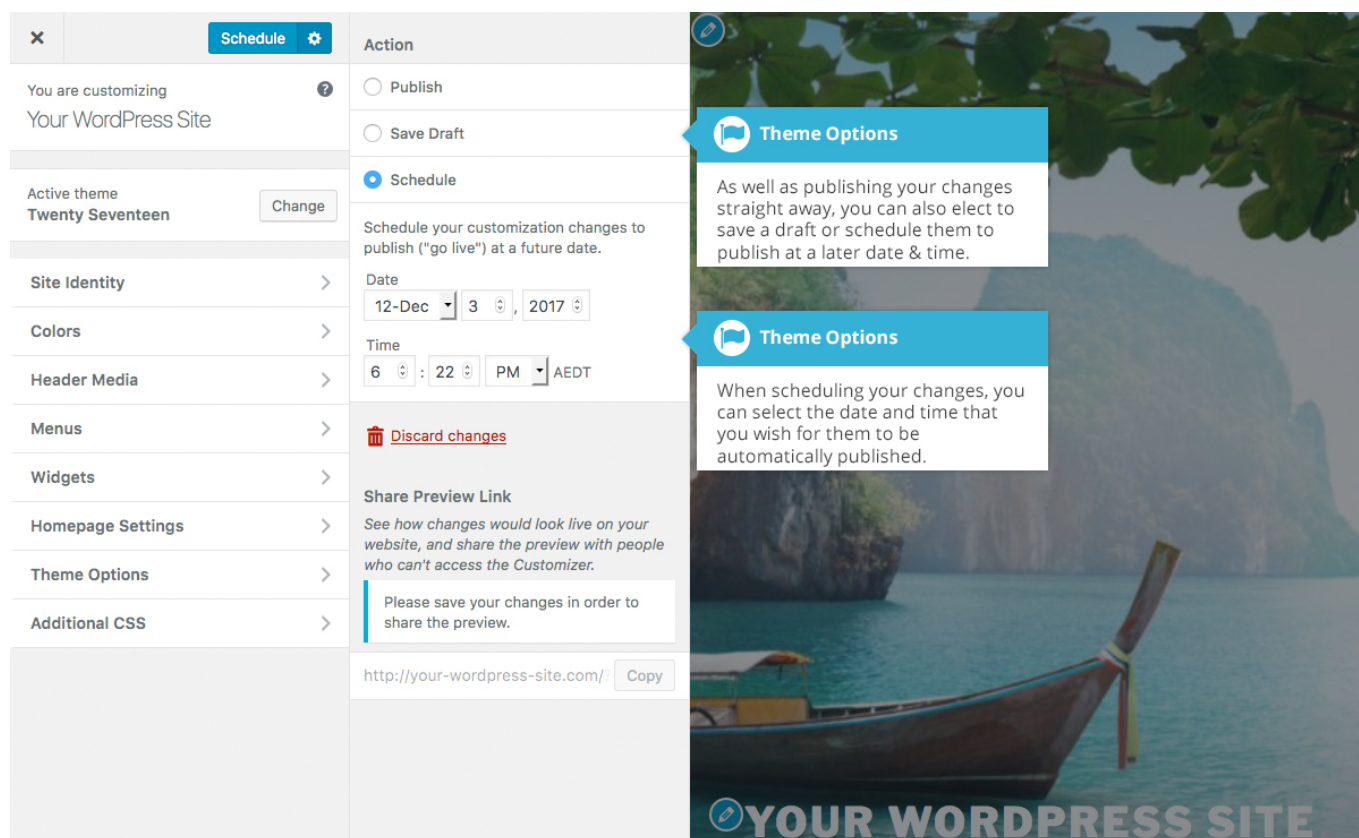 Schedule
You are customizing
Your WordPress Site
Active theme
Twenty Seventeen
Change
Site Identity
Colors
Header Media
Menus
Widgets
Homepage Settings
Theme Options
Additional CSS
Action
Publish
Save Draft
Schedule
Schedule your customization changes to
publish ("go live") at a future date.
Date
12-Dec 3 , 2017
Time
6 : 22 PM AEDT
Discard changes
Share Preview Link
See how changes would look live on your
website, and share the preview with people
who can't access the Customizer.
Please save your changes in order to
share the preview.
http://your-wordpress-site.com/?
Copy
Theme Options
As well as publishing your changes
straight away, you can also elect to
save a draft or schedule them to
publish at a later date & time.
Theme Options
When scheduling your changes, you
can select the date and time that
you wish for them to be
automatically published.
YOUR WORDPRESS SITE